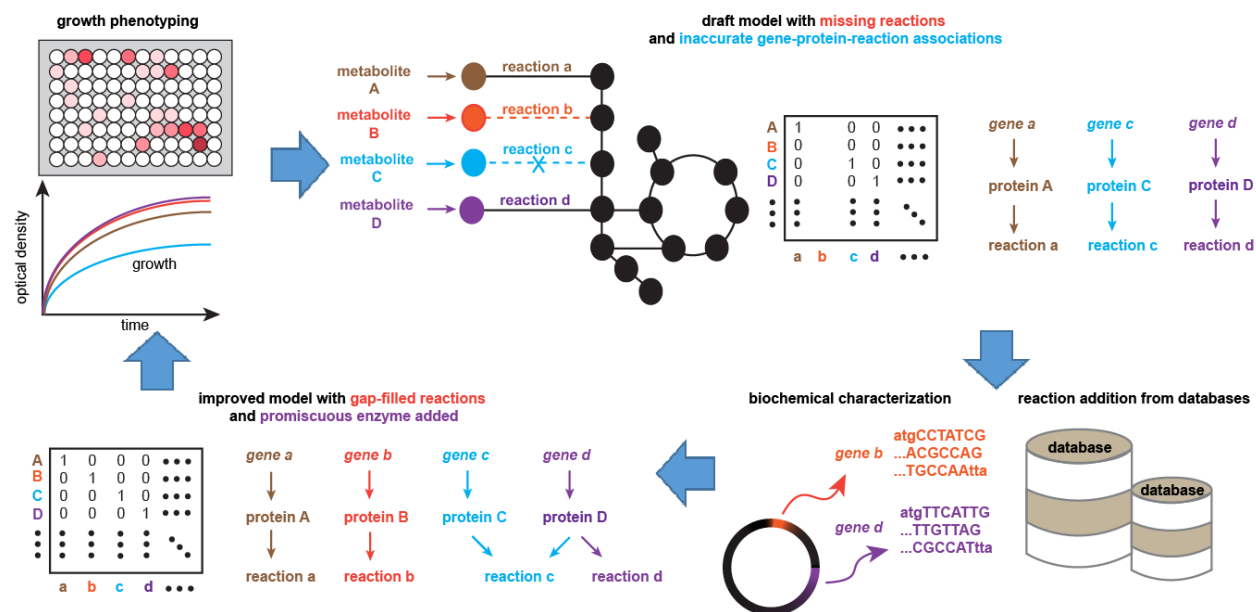 growth phenotyping
optical density
growth
time
draft model with missing reactions
and inaccurate gene-protein-reaction associations
metabolite
A
reaction a
metabolite
B
reaction b
metabolite
C
reaction c
metabolite
D
reaction d
A 1 0 0
B 0 0 0
C 0 1 0
D 0 0 1
a b c d
gene a gene c gene d
protein A protein C protein D
reaction a reaction c reaction d
improved model with gap-filled reactions
and promiscuous enzyme added
A 1 0 0 0
B 0 1 0 0
C 0 0 1 0
D 0 0 0 1
a b c d
gene a gene b gene c gene d
protein A protein B protein C protein D
reaction a reaction b reaction c reaction d
biochemical characterization
gene b
atgCCTATCG
...ACGCCAG
...TGCCAAtta
gene d
atgTTCATTG
...TTGTTAG
...CGCCATtta
reaction addition from databases
database
database